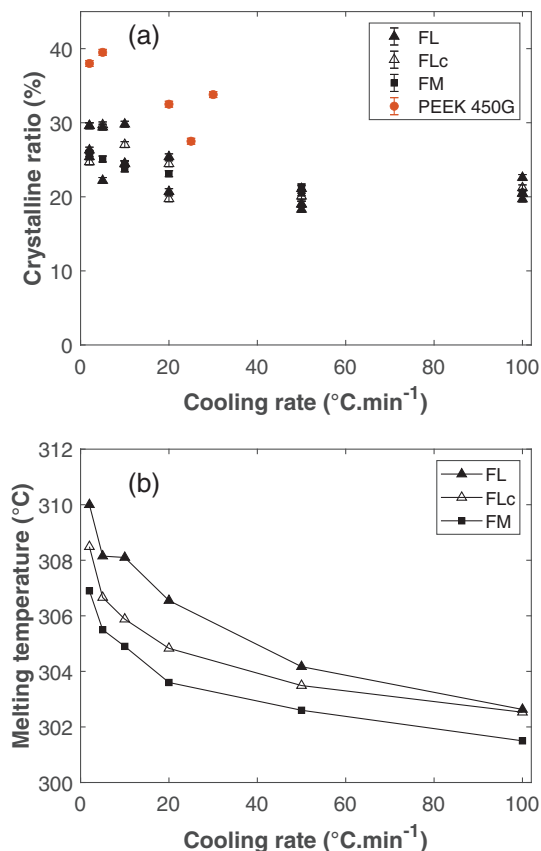 (a)
FL
FLc
FM
PEEK 450G
40
30
20
10
0
Crystalline ratio (%)
0 20 40 60 80 100
Cooling rate (°C.min⁻¹)
(b)
FL
FLc
FM
312
310
308
306
304
302
300
Melting temperature (°C)
0 20 40 60 80 100
Cooling rate (°C.min⁻¹)